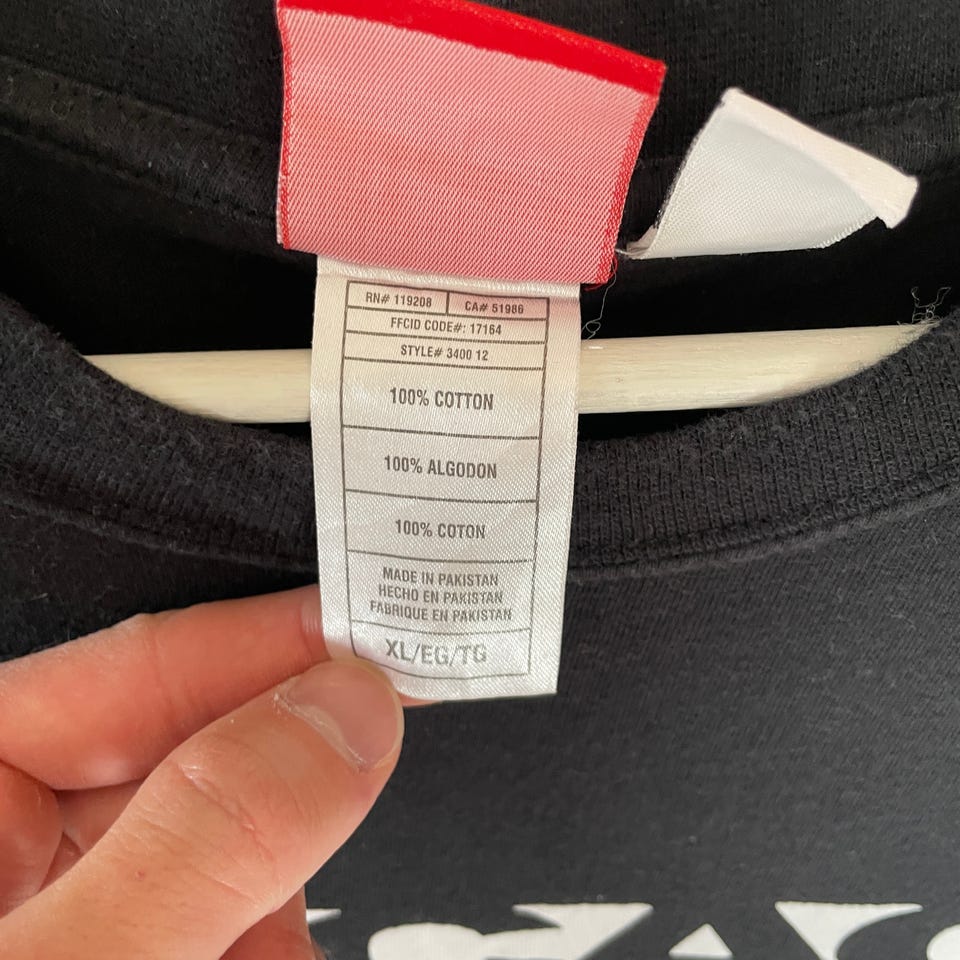 RN# 119208 CA# 51986
FFCID CODE#: 17164
STYLE# 3400 12
100% COTTON
100% ALGODON
100% COTON
MADE IN PAKISTAN
HECHO EN PAKISTAN
FABRIQUE EN PAKISTAN
XL/EG/TG